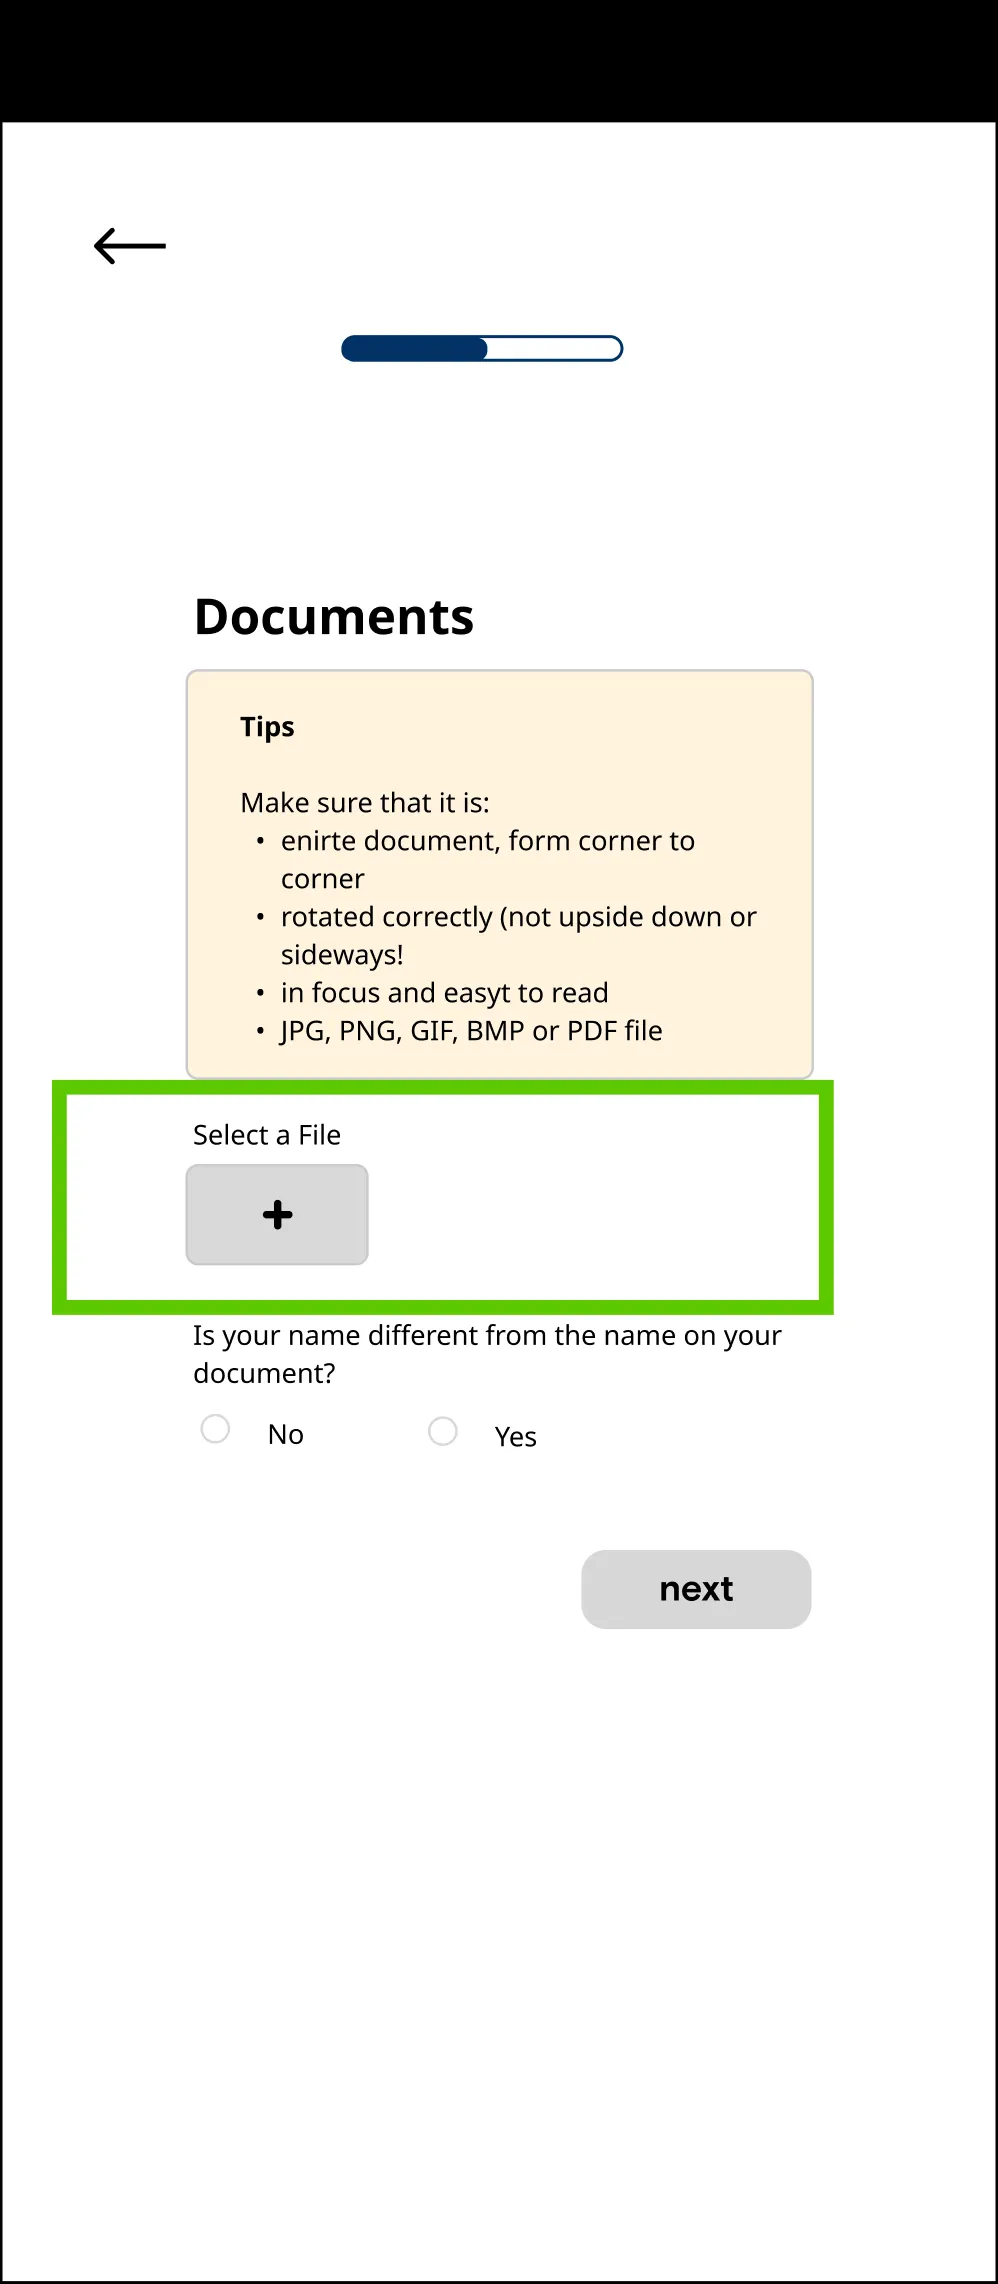 Documents
Tips
Make sure that it is:
• enirte document, form corner to
corner
• rotated correctly (not upside down or
sideways!
• in focus and easyt to read
• JPG, PNG, GIF, BMP or PDF file
Select a File
Is your name different from the name on your
document?
No Yes
next